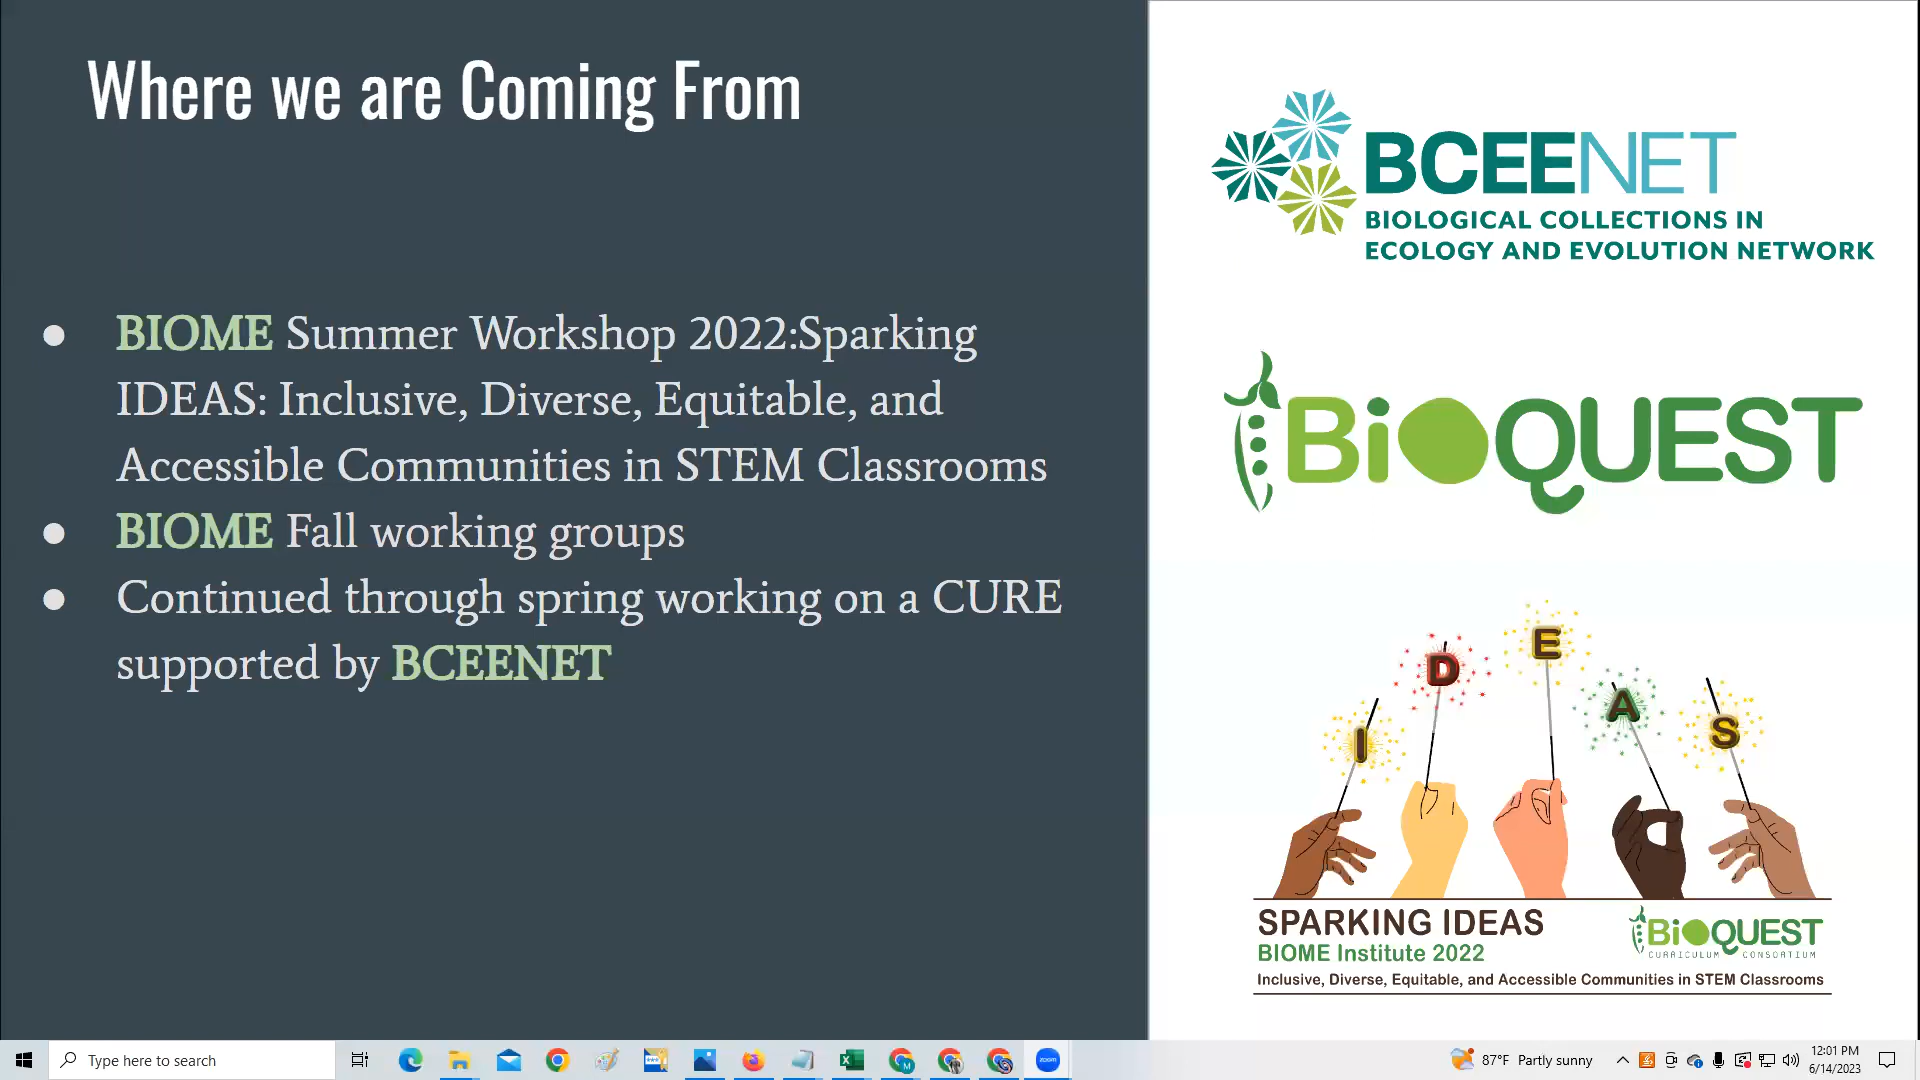 Where we are Coming From
● BIOME Summer Workshop 2022:Sparking
IDEAS: Inclusive, Diverse, Equitable, and
Accessible Communities in STEM Classrooms
● BIOME Fall working groups
● Continued through spring working on a CURE
supported by BCEENET
BCEENET
BIOLOGICAL COLLECTIONS IN
ECOLOGY AND EVOLUTION NETWORK
BiOQUEST
I D E A S
SPARKING IDEAS
BIOME Institute 2022
BiOQUEST
CURRICULUM CONSORTIUM
Inclusive, Diverse, Equitable, and Accessible Communities in STEM Classrooms
Type here to search
zoom
87°F Partly sunny
12:01 PM
6/14/2023